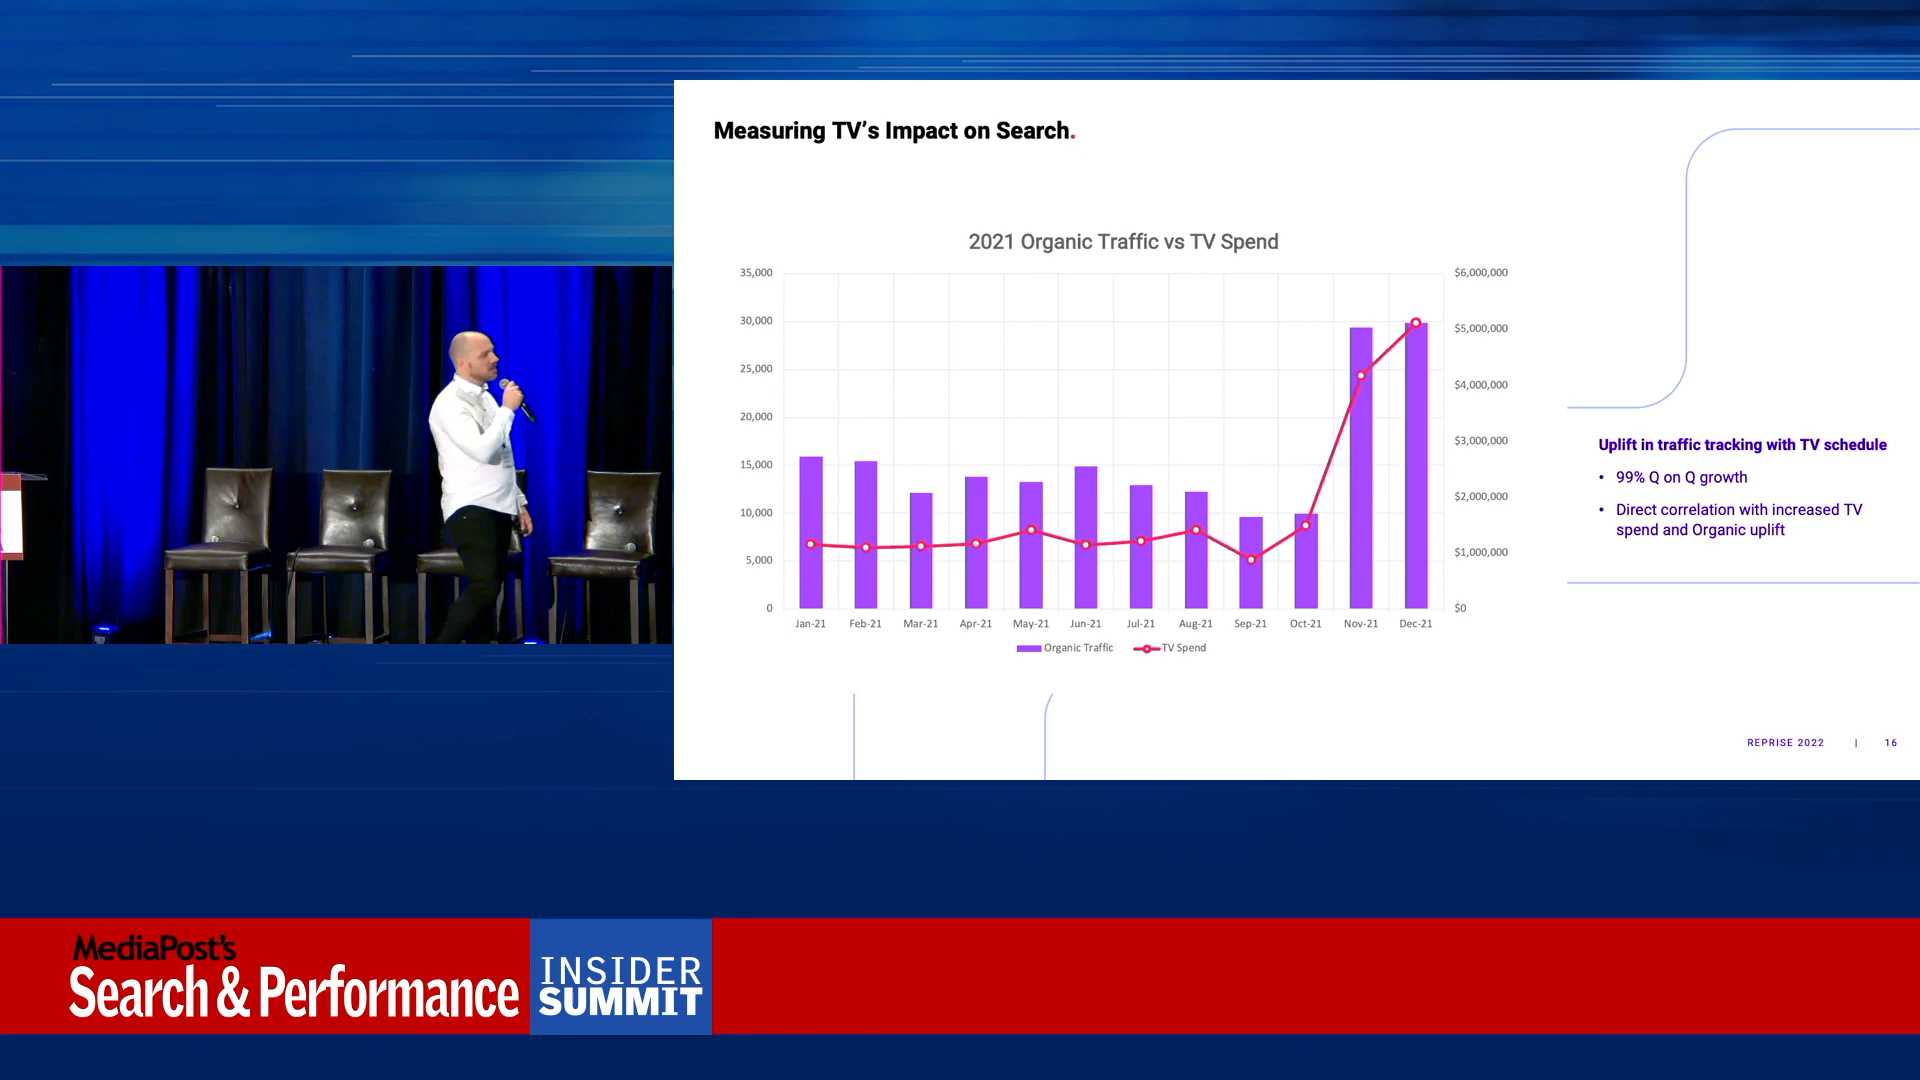 Measuring TV's Impact on Search.
2021 Organic Traffic vs TV Spend
35,000
30,000
25,000
20,000
15,000
10,000
5,000
0
$6,000,000
$5,000,000
$4,000,000
$3,000,000
$2,000,000
$1,000,000
$0
Jan-21 Feb-21 Mar-21 Apr-21 May-21 Jun-21 Jul-21 Aug-21 Sep-21 Oct-21 Nov-21 Dec-21
Organic Traffic TV Spend
Uplift in traffic tracking with TV schedule
• 99% Q on Q growth
• Direct correlation with increased TV
spend and Organic uplift
REPRISE 2022 | 16
MediaPost's
Search & Performance
INSIDER
SUMMIT